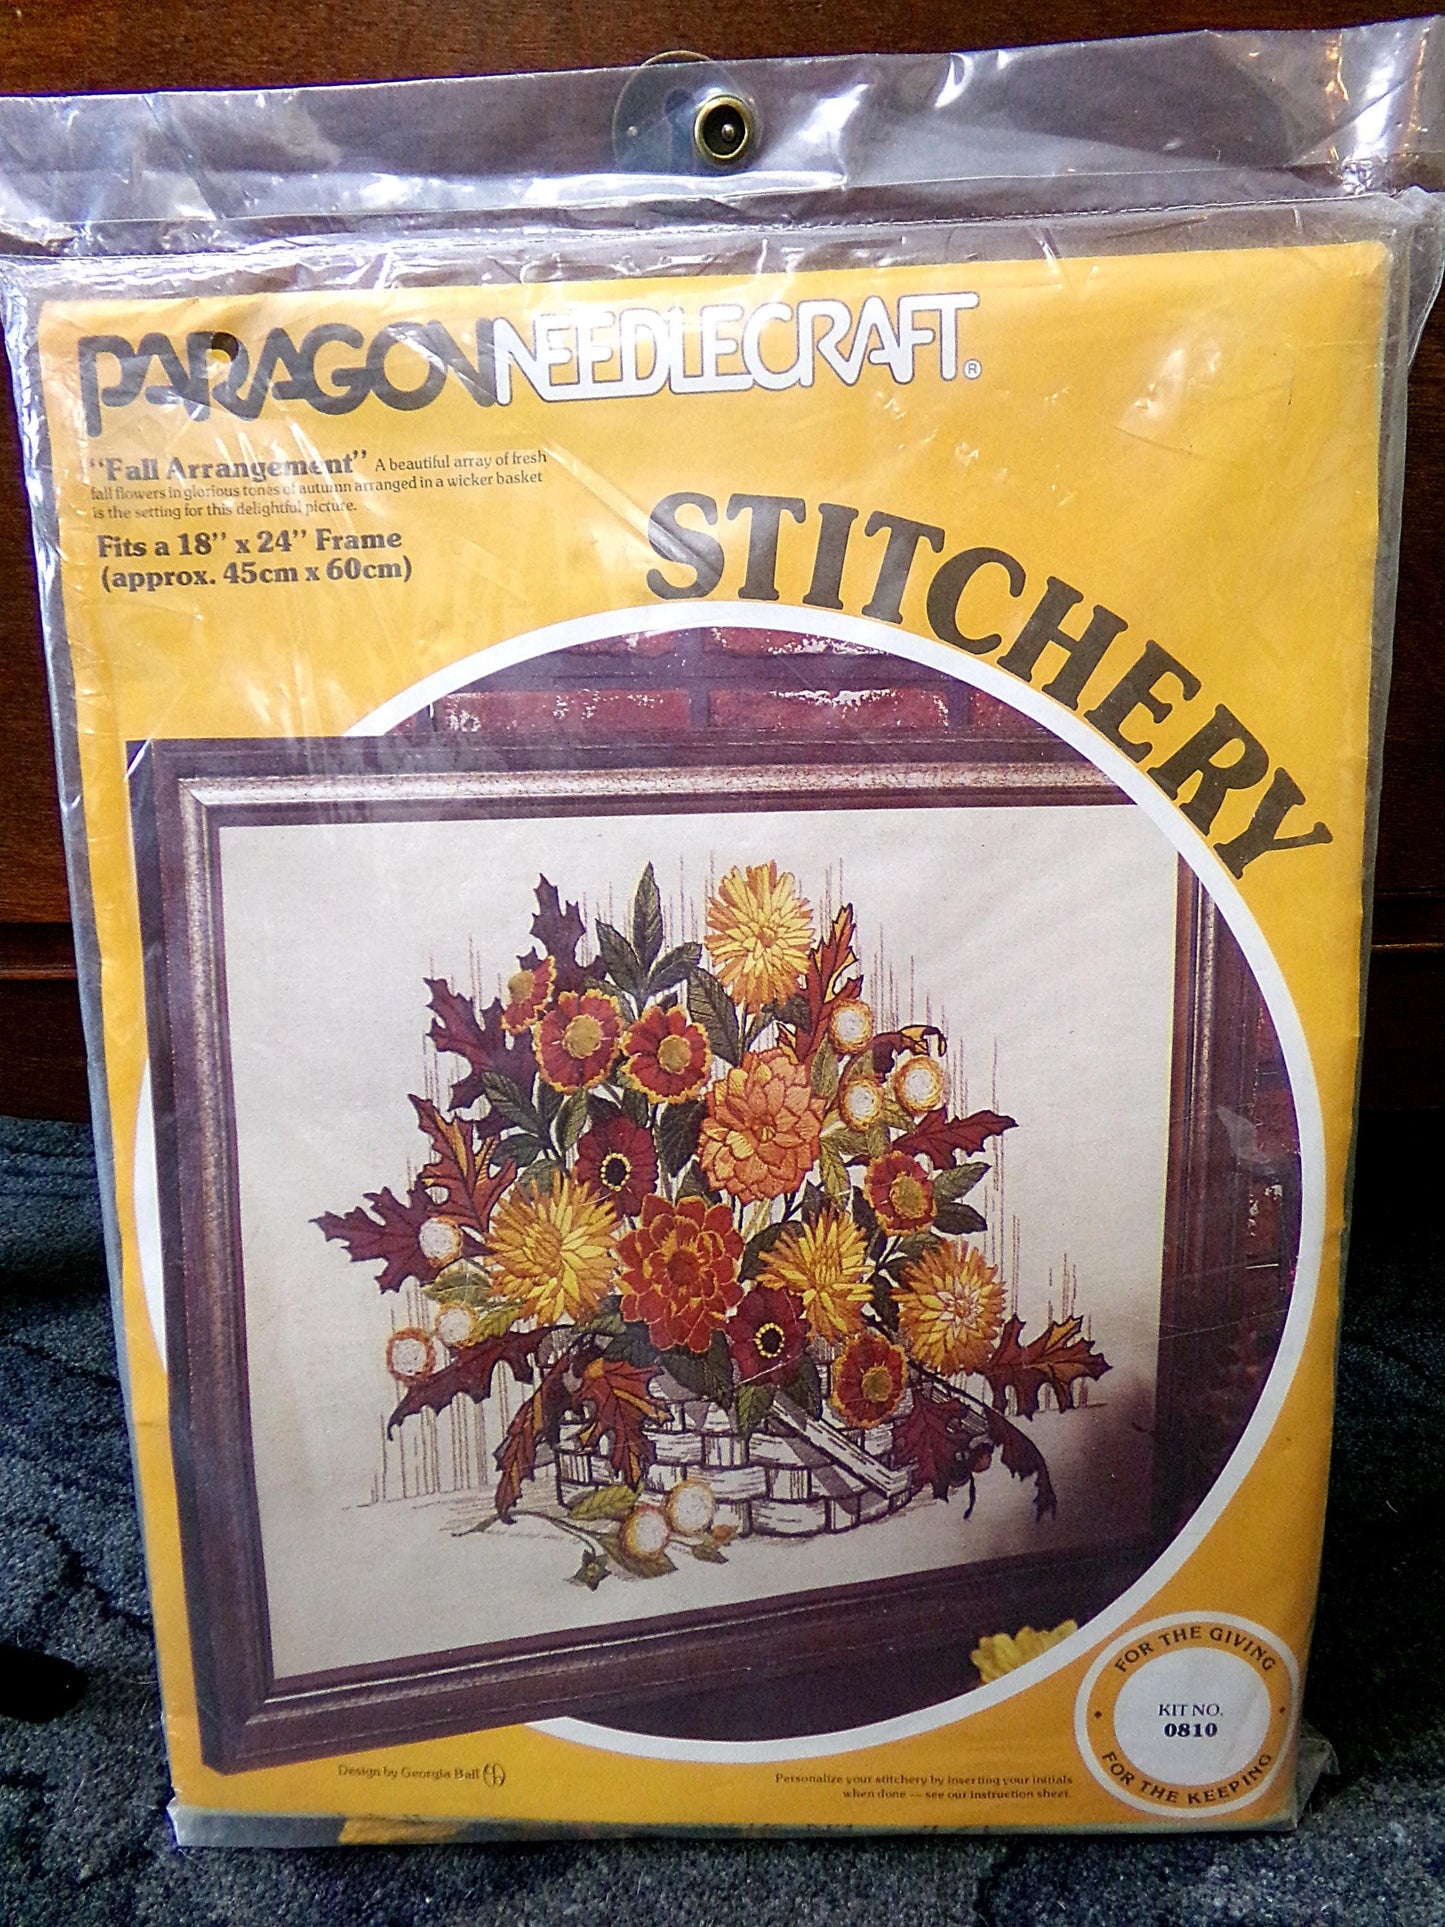 PARAGON NEEDLECRAFT®
"Fall Arrangement" A beautiful array of fresh
fall flowers in glorious tones of autumn arranged in a wicker basket
is the setting for this delightful picture.
Fits a 18" x 24" Frame
(approx. 45cm x 60cm)
STITCHERY
FOR THE GIVING
KIT NO.
0810
FOR THE KEEPING
Design by Georgia Ball
Personalize your stitchery by inserting your initials
when done — see our instruction sheet.